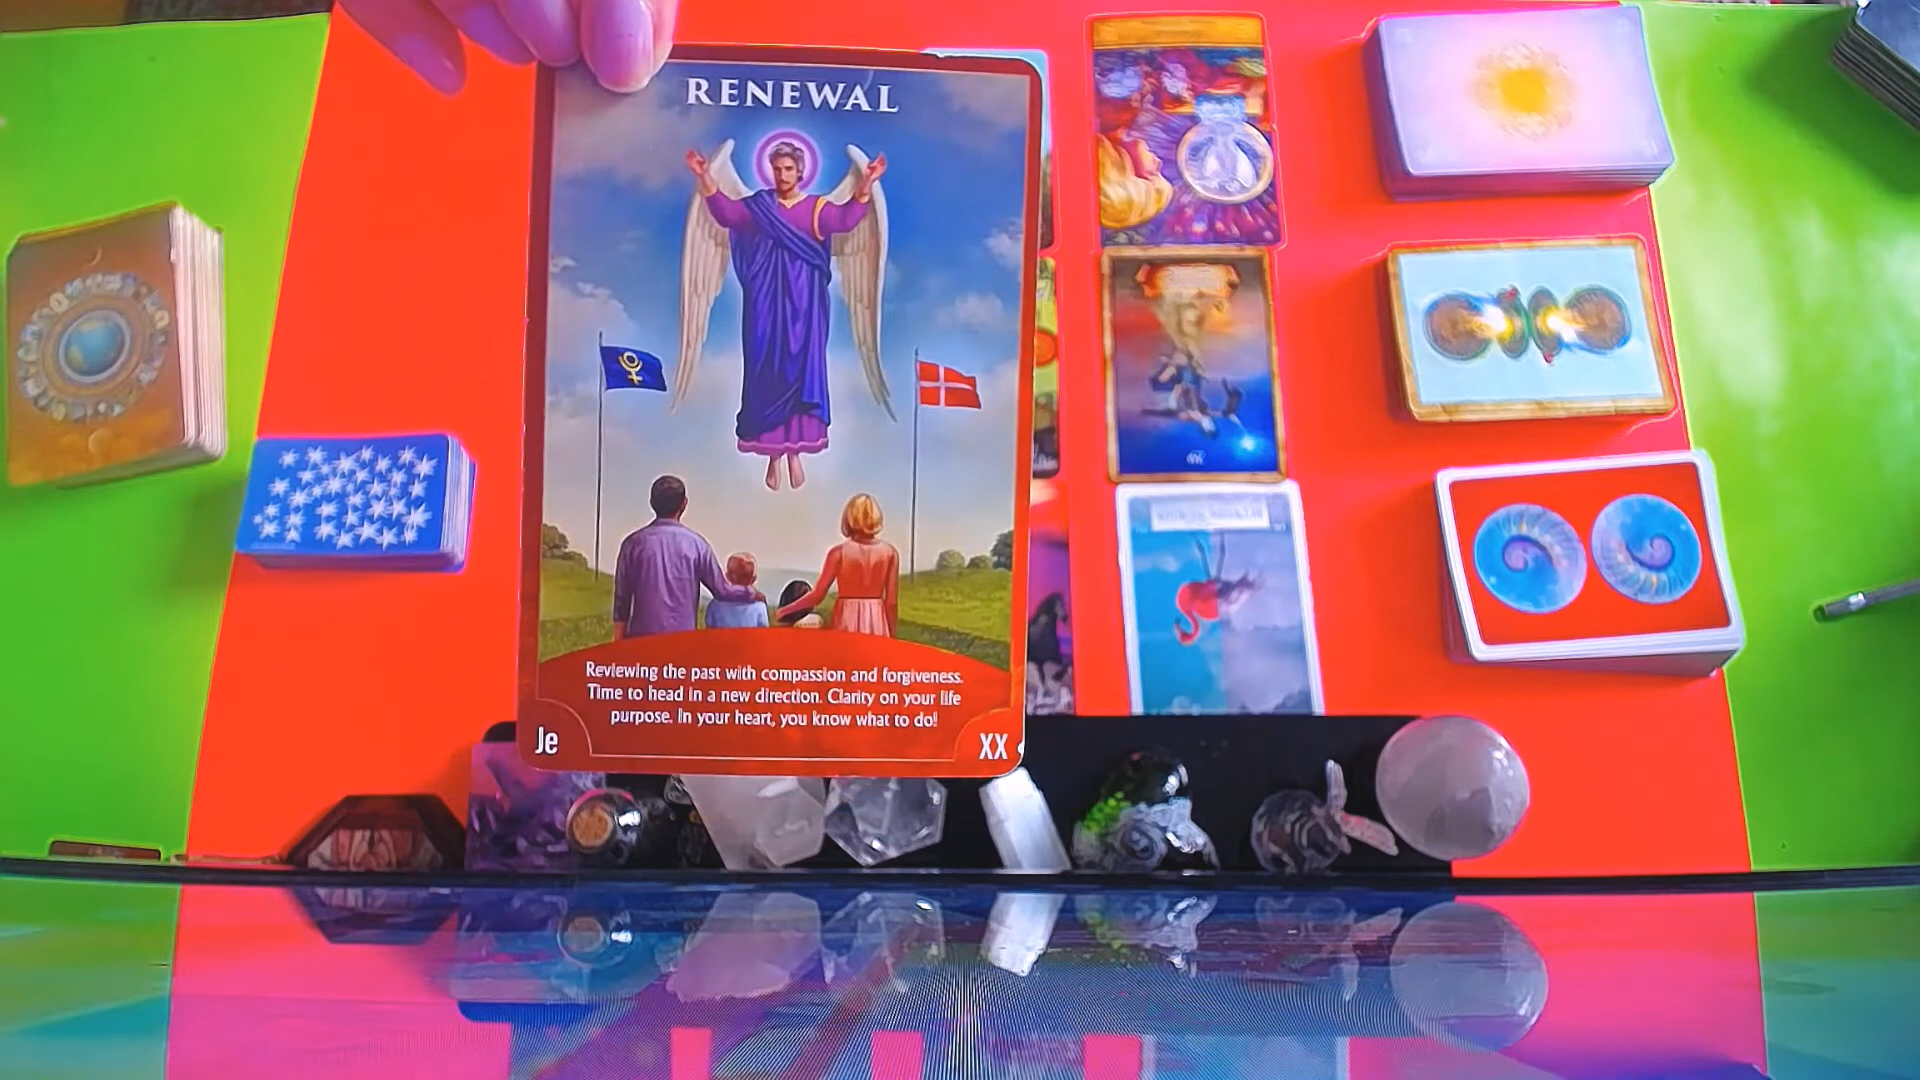 RENEWAL
Reviewing the past with compassion and forgiveness.
Time to head in a new direction. Clarity on your life
purpose. In your heart, you know what to do!
Je
XX